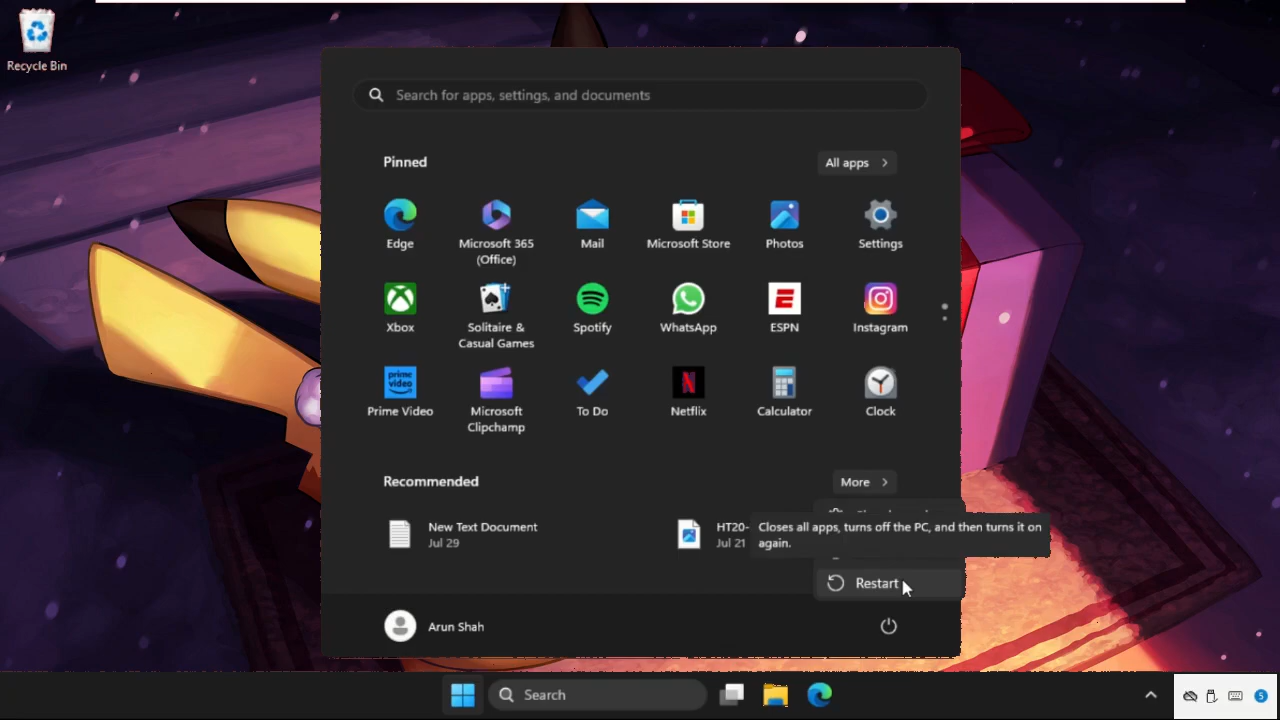 Recycle Bin
Search for apps, settings, and documents
Pinned
All apps
Edge
Microsoft 365
(Office)
Mail
Microsoft Store
Photos
Settings
Xbox
Solitaire &
Casual Games
Spotify
WhatsApp
ESPN
Instagram
prime
video
Prime Video
Microsoft
Clipchamp
To Do
Netflix
Calculator
Clock
Recommended
More
New Text Document
Jul 29
HT20-
Jul 21
Closes all apps, turns off the PC, and then turns it on
again.
Restart
Arun Shah
Search
5